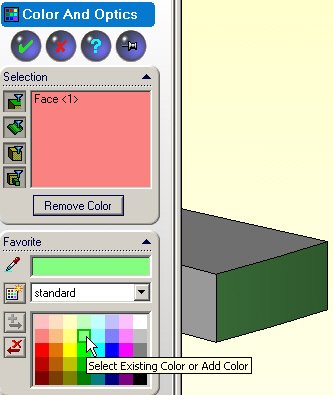 Color And Optics
?
Selection
Face <1>
Remove Color
Favorite
standard
Select Existing Color or Add Color